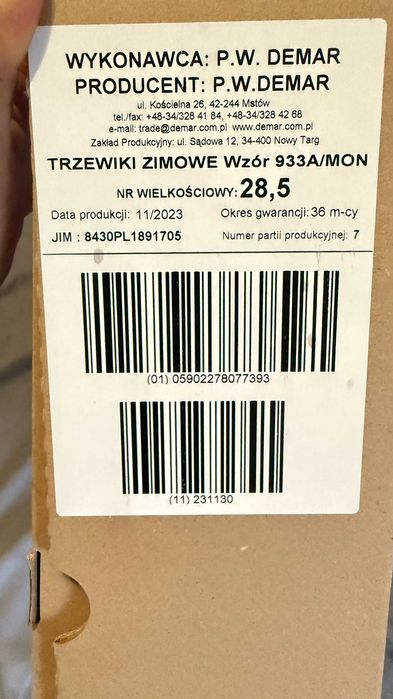 WYKONAWCA: P.W. DEMAR
PRODUCENT: P.W.DEMAR
ul. Kościelna 26, 42-244 Mstów
tel./fax: +48-34/328 41 84, +48-34/328 42 68
e-mail: trade@demar.com.pl www.demar.com.pl
Zakład Produkcyjny: ul. Sądowa 12, 34-400 Nowy Targ
TRZEWIKI ZIMOWE Wzór 933A/MON
NR WIELKOŚCIOWY: 28,5
Data produkcji: 11/2023 Okres gwarancji: 36 m-cy
JIM : 8430PL1891705 Numer partii produkcyjnej: 7
(01) 05902278077393
(11) 231130